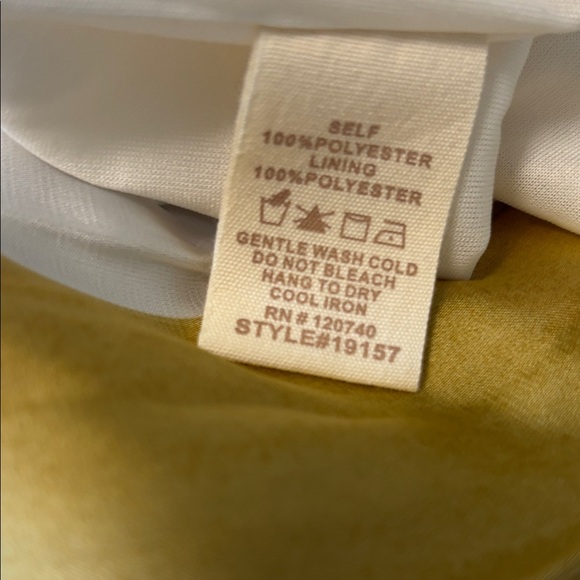 SELF
100%POLYESTER
LINING
100%POLYESTER
GENTLE WASH COLD
DO NOT BLEACH
HANG TO DRY
COOL IRON
RN # 120740
STYLE#19157